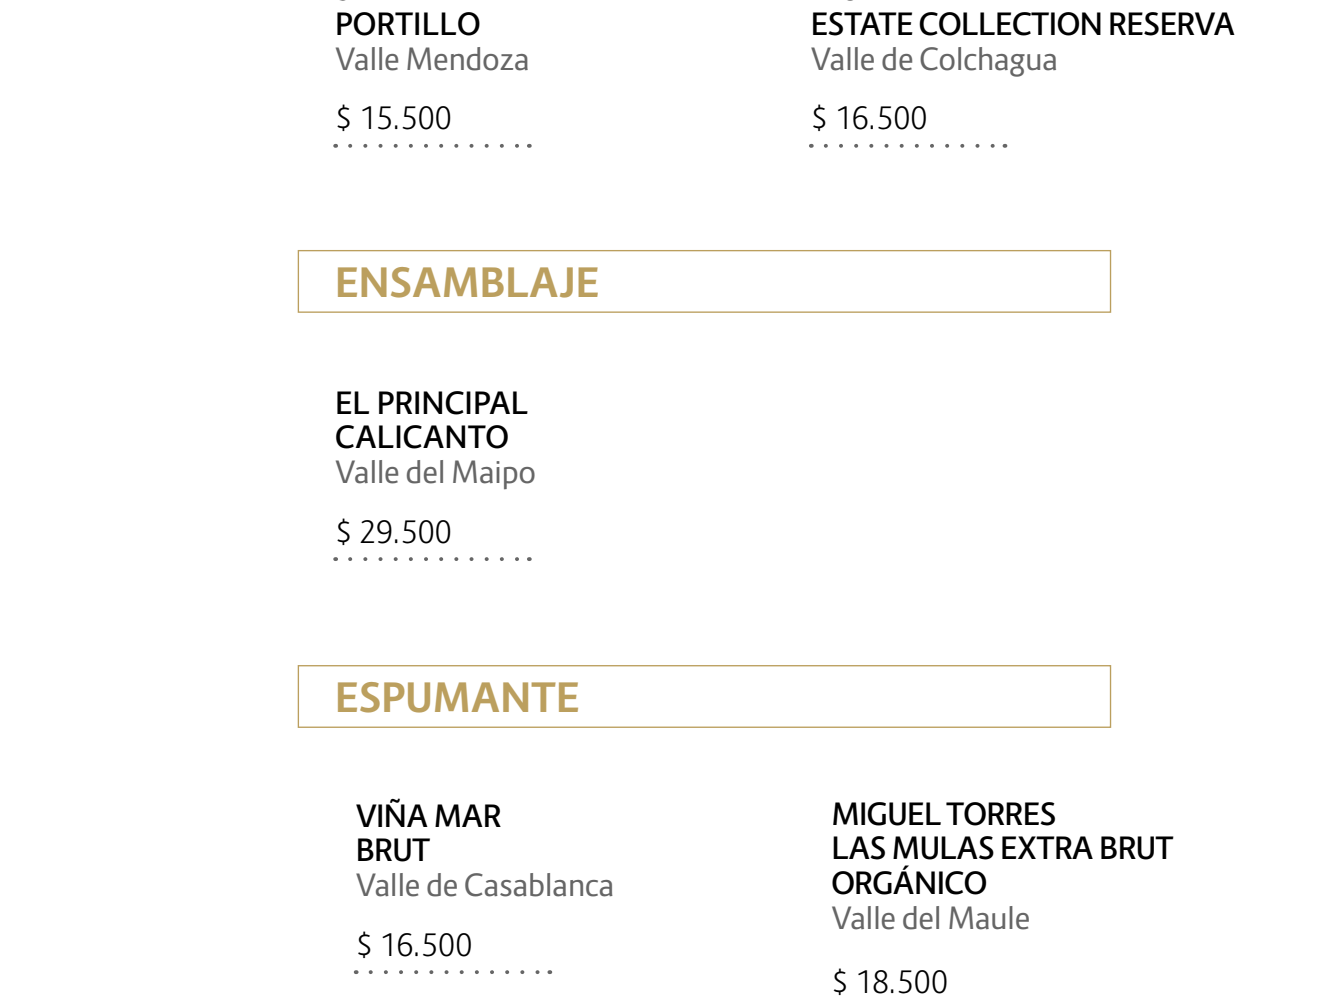 PORTILLO
Valle Mendoza
$ 15.500
ESTATE COLLECTION RESERVA
Valle de Colchagua
$ 16.500
ENSAMBLAJE
EL PRINCIPAL
CALICANTO
Valle del Maipo
$ 29.500
ESPUMANTE
VIÑA MAR
BRUT
Valle de Casablanca
$ 16.500
MIGUEL TORRES
LAS MULAS EXTRA BRUT
ORGÁNICO
Valle del Maule
$ 18.500